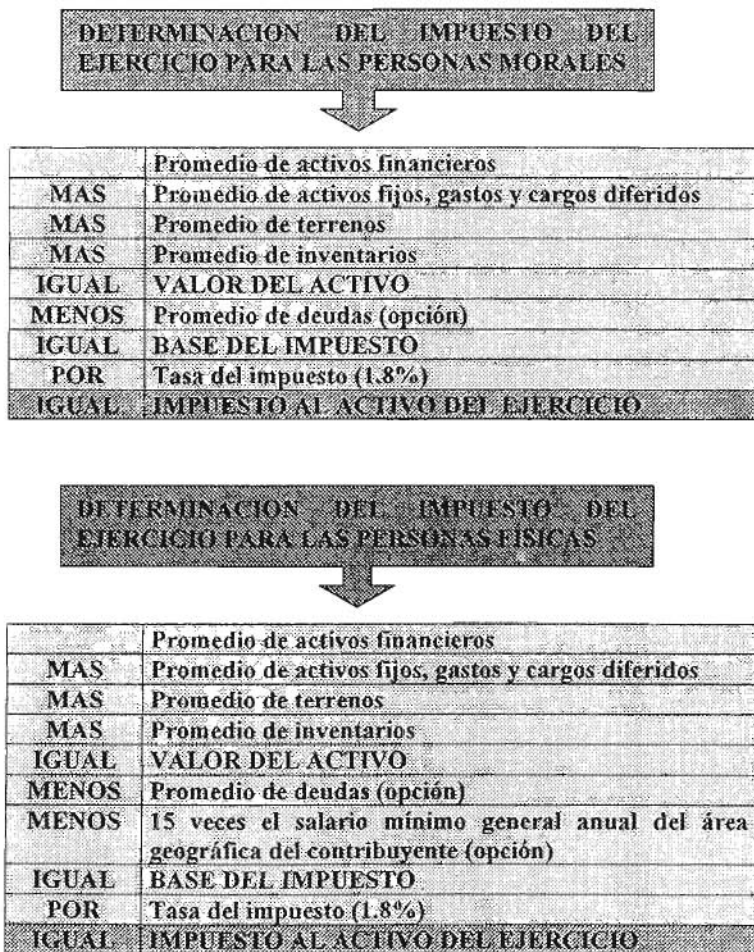 DETERMINACION DEL IMPUESTO DEL
EJERCICIO PARA LAS PERSONAS MORALES
Promedio de activos financieros
MAS Promedio de activos fijos, gastos y cargos diferidos
MAS Promedio de terrenos
MAS Promedio de inventarios
IGUAL VALOR DEL ACTIVO
MENOS Promedio de deudas (opción)
IGUAL BASE DEL IMPUESTO
POR Tasa del impuesto (1.8%)
IGUAL IMPUESTO AL ACTIVO DEL EJERCICIO
DETERMINACION DEL IMPUESTO DEL
EJERCICIO PARA LAS PERSONAS FISICAS
Promedio de activos financieros
MAS Promedio de activos fijos, gastos y cargos diferidos
MAS Promedio de terrenos
MAS Promedio de inventarios
IGUAL VALOR DEL ACTIVO
MENOS Promedio de deudas (opción)
MENOS 15 veces el salario mínimo general anual del área
geográfica del contribuyente (opción)
IGUAL BASE DEL IMPUESTO
POR Tasa del impuesto (1.8%)
IGUAL IMPUESTO AL ACTIVO DEL EJERCICIO